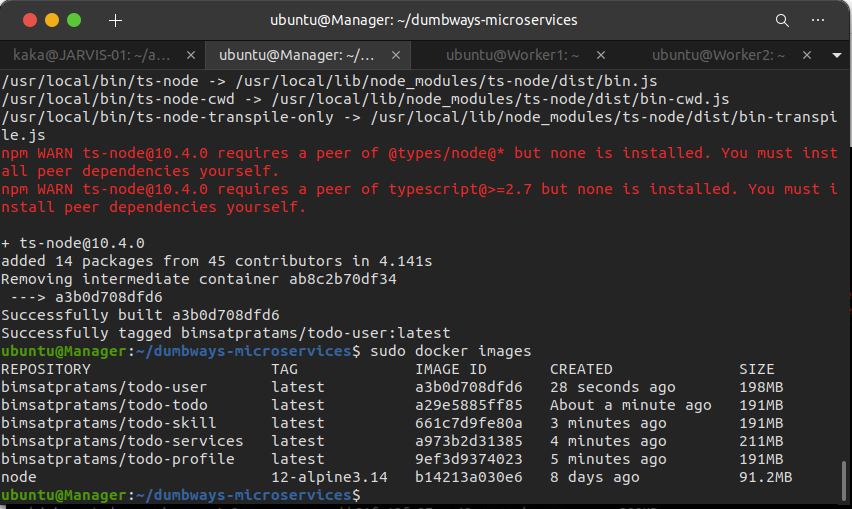 ubuntu@Manager: ~/dumbways-microservices
kaka@JARVIS-01: ~/a... × ubuntu@Manager: ~/... × ubuntu@Worker1: ~ × ubuntu@Worker2: ~ ×
/usr/local/bin/ts-node -> /usr/local/lib/node_modules/ts-node/dist/bin.js
/usr/local/bin/ts-node-cwd -> /usr/local/lib/node_modules/ts-node/dist/bin-cwd.js
/usr/local/bin/ts-node-transpile-only -> /usr/local/lib/node_modules/ts-node/dist/bin-transpi
le.js
npm WARN ts-node@10.4.0 requires a peer of @types/node@* but none is installed. You must inst
all peer dependencies yourself.
npm WARN ts-node@10.4.0 requires a peer of typescript@>=2.7 but none is installed. You must i
nstall peer dependencies yourself.
+ ts-node@10.4.0
added 14 packages from 45 contributors in 4.141s
Removing intermediate container ab8c2b70df34
 ---> a3b0d708dfd6
Successfully built a3b0d708dfd6
Successfully tagged bimsatpratams/todo-user:latest
ubuntu@Manager:~/dumbways-microservices$ sudo docker images
REPOSITORY TAG IMAGE ID CREATED SIZE
bimsatpratams/todo-user latest a3b0d708dfd6 28 seconds ago 198MB
bimsatpratams/todo-todo latest a29e5885ff85 About a minute ago 191MB
bimsatpratams/todo-skill latest 661c7d9fe80a 3 minutes ago 191MB
bimsatpratams/todo-services latest a973b2d31385 4 minutes ago 211MB
bimsatpratams/todo-profile latest 9ef3d9374023 5 minutes ago 191MB
node 12-alpine3.14 b14213a030e6 8 days ago 91.2MB
ubuntu@Manager:~/dumbways-microservices$